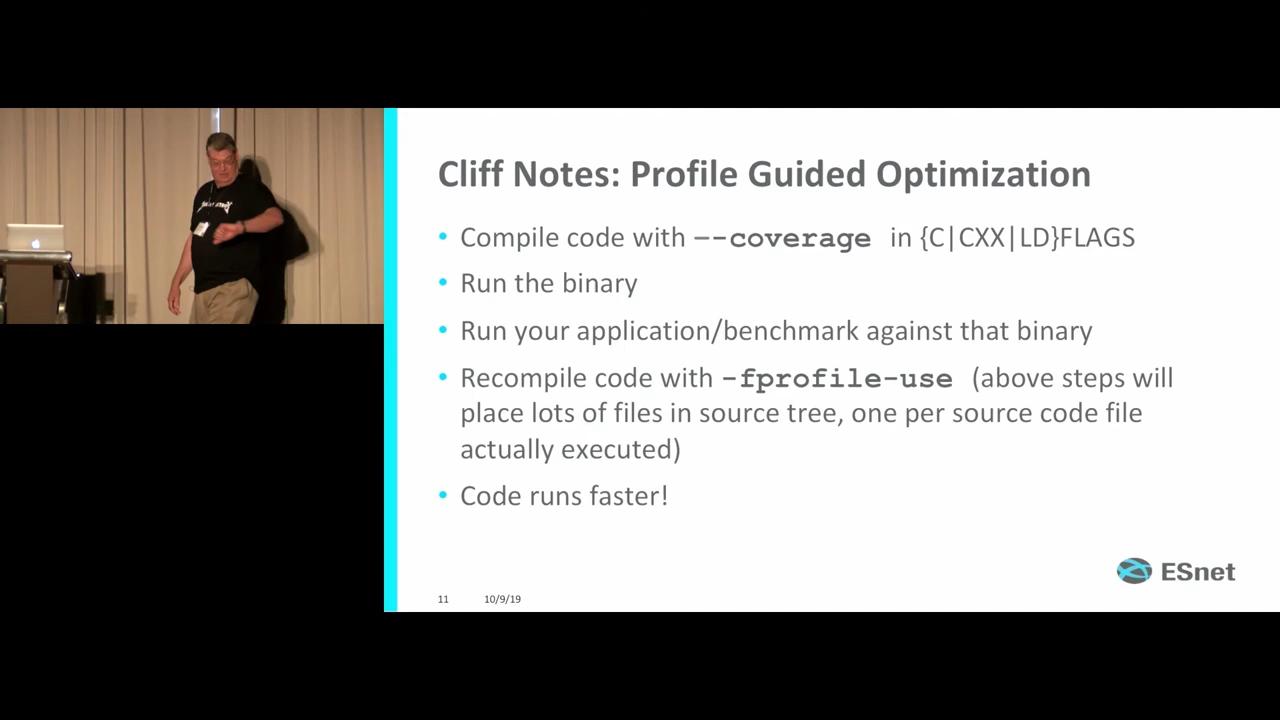 Cliff Notes: Profile Guided Optimization
• Compile code with —-coverage in {C|CXX|LD}FLAGS
• Run the binary
• Run your application/benchmark against that binary
• Recompile code with -fprofile-use (above steps will
place lots of files in source tree, one per source code file
actually executed)
• Code runs faster!
ESnet
11 10/9/19